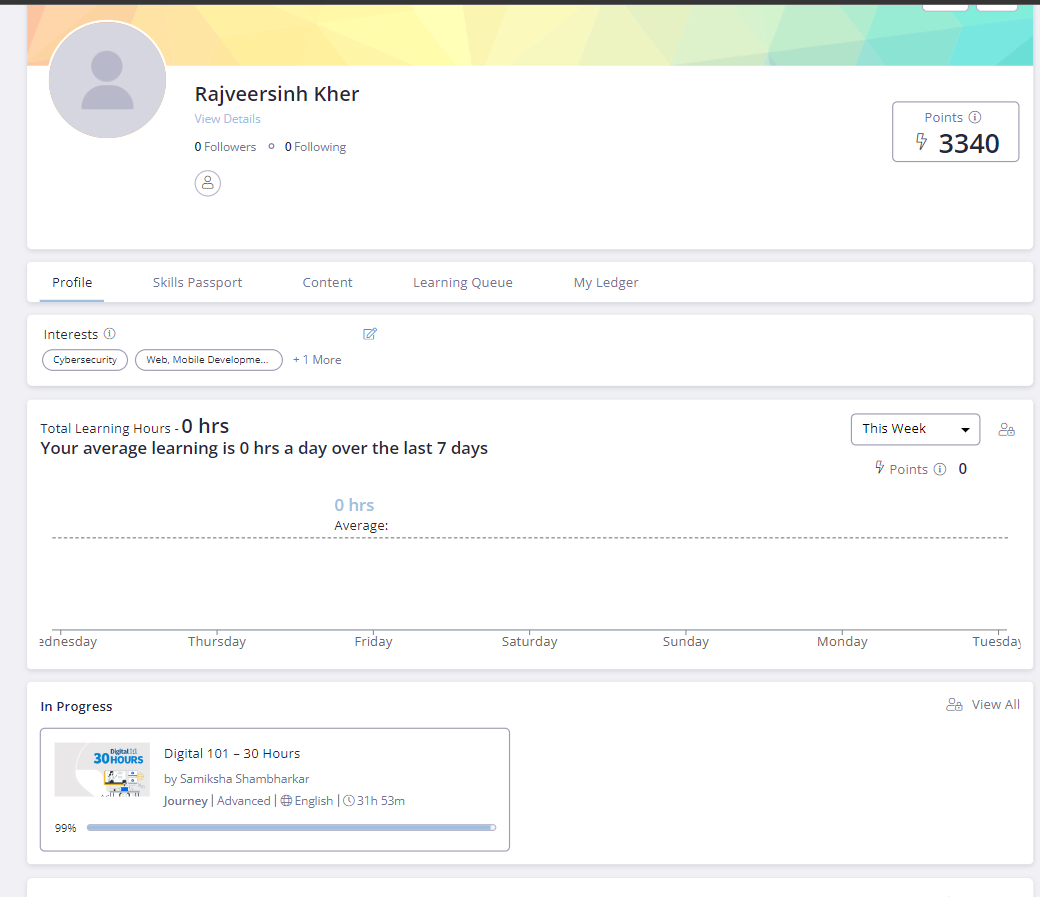 Rajveersinh Kher
View Details
0 Followers 0 Following
Points
3340
Profile Skills Passport Content Learning Queue My Ledger
Interests
Cybersecurity Web, Mobile Developme... + 1 More
Total Learning Hours - 0 hrs
Your average learning is 0 hrs a day over the last 7 days
This Week
Points 0
0 hrs
Average:
ednesday Thursday Friday Saturday Sunday Monday Tuesday
In Progress
View All
Digital 101
30 HOURS
Digital 101 – 30 Hours
by Samiksha Shambharkar
Journey | Advanced | English | 31h 53m
99%